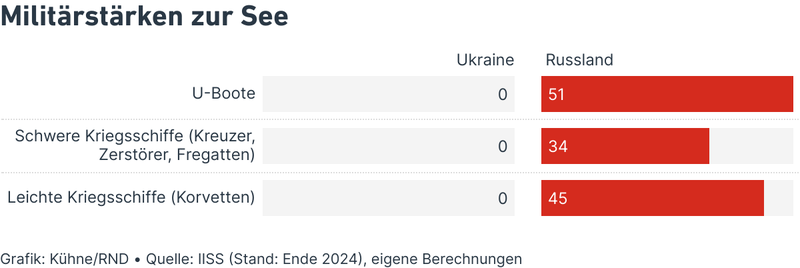 Militärstärken zur See
Ukraine Russland
U-Boote 0 51
Schwere Kriegsschiffe (Kreuzer,
Zerstörer, Fregatten) 0 34
Leichte Kriegsschiffe (Korvetten) 0 45
Grafik: Kühne/RND • Quelle: IISS (Stand: Ende 2024), eigene Berechnungen